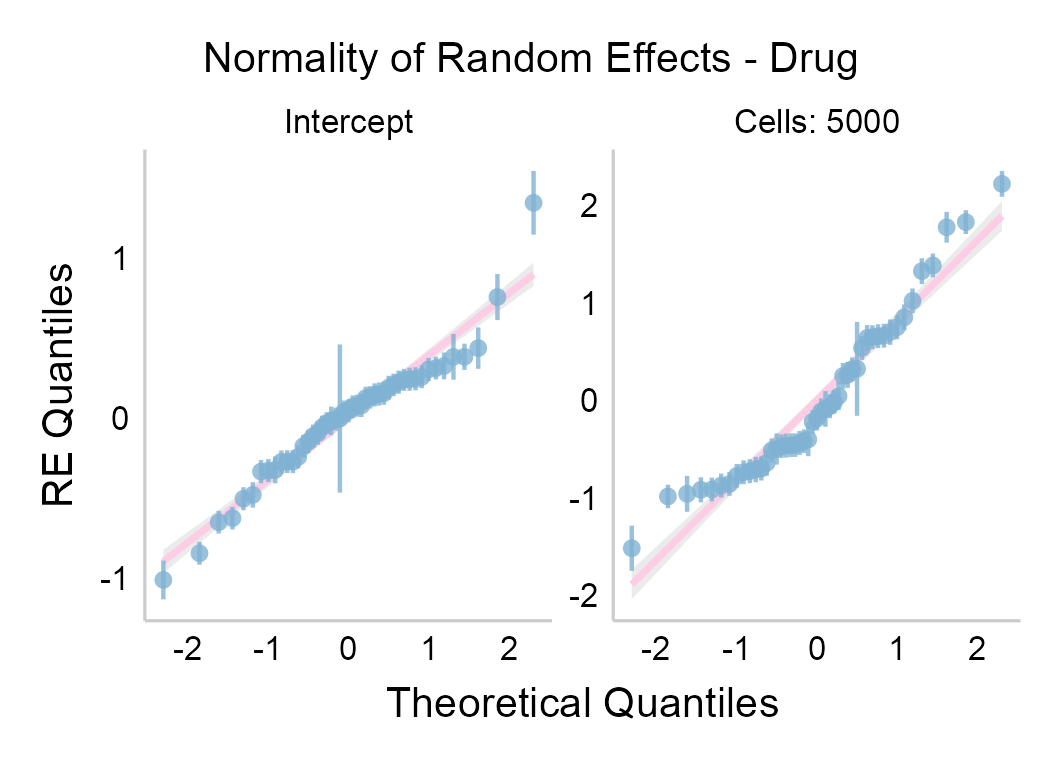 Normality of Random Effects - Drug
Intercept
Cells: 5000
RE Quantiles
1
0
-1
2
1
0
-1
-2
-2 -1 0 1 2
-2 -1 0 1 2
Theoretical Quantiles